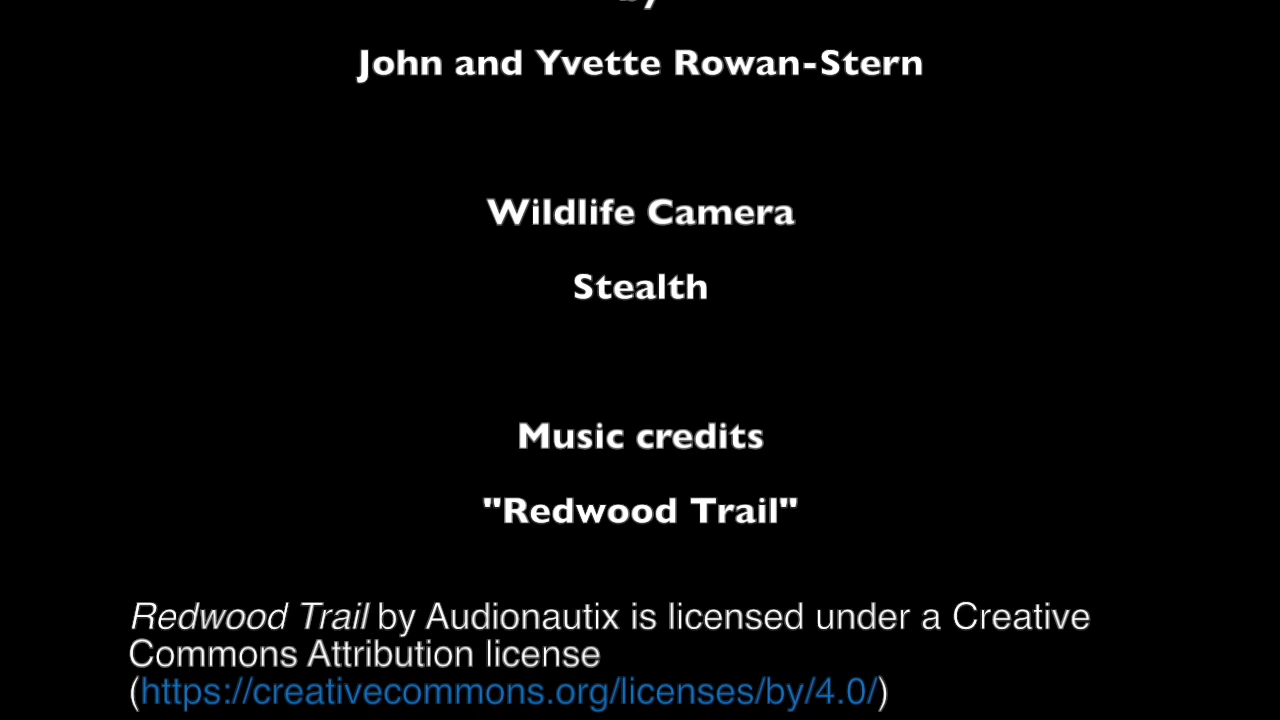 by
John and Yvette Rowan-Stern
Wildlife Camera
Stealth
Music credits
"Redwood Trail"
Redwood Trail by Audionautix is licensed under a Creative
Commons Attribution license
(https://creativecommons.org/licenses/by/4.0/)